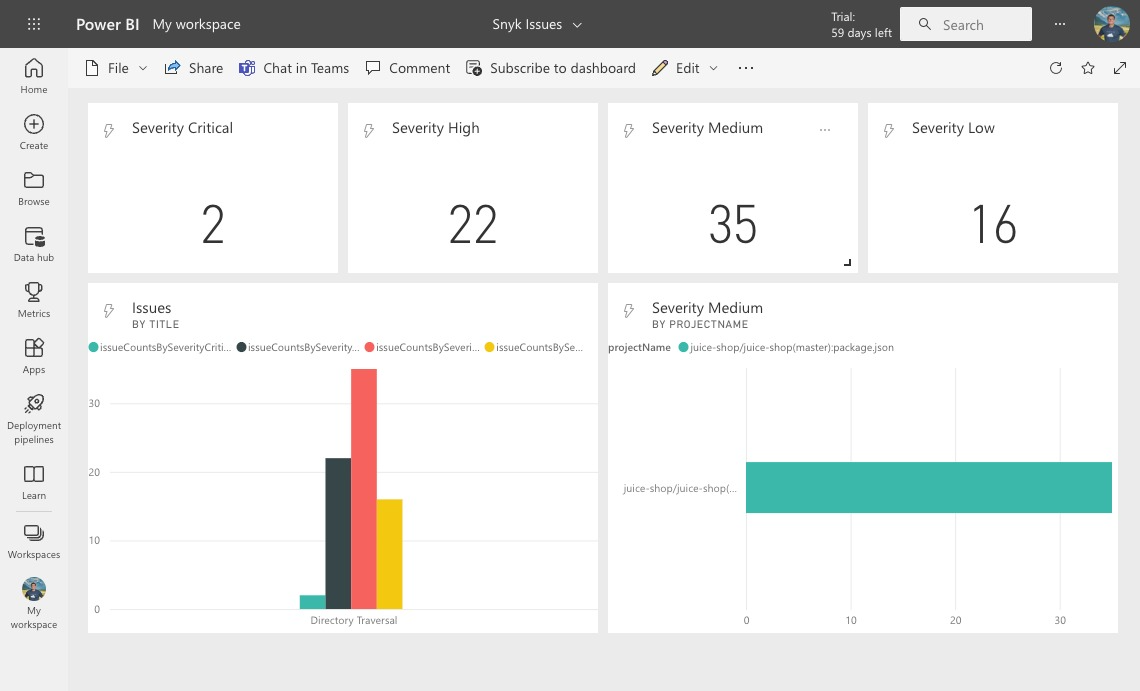 Power BI My workspace
Snyk Issues
Trial:
59 days left
Search
File
Share
Chat in Teams
Comment
Subscribe to dashboard
Edit
Home
Create
Browse
Data hub
Metrics
Apps
Deployment
pipelines
Learn
Workspaces
My
workspace
Severity Critical
2
Severity High
22
Severity Medium
35
Severity Low
16
Issues
BY TITLE
issueCountsBySeverityCriti... issueCountsBySeverity... issueCountsBySeveri... issueCountsBySe...
30
20
10
0
Directory Traversal
Severity Medium
BY PROJECTNAME
projectName juice-shop/juice-shop(master):package.json
juice-shop/juice-shop(...
0 10 20 30